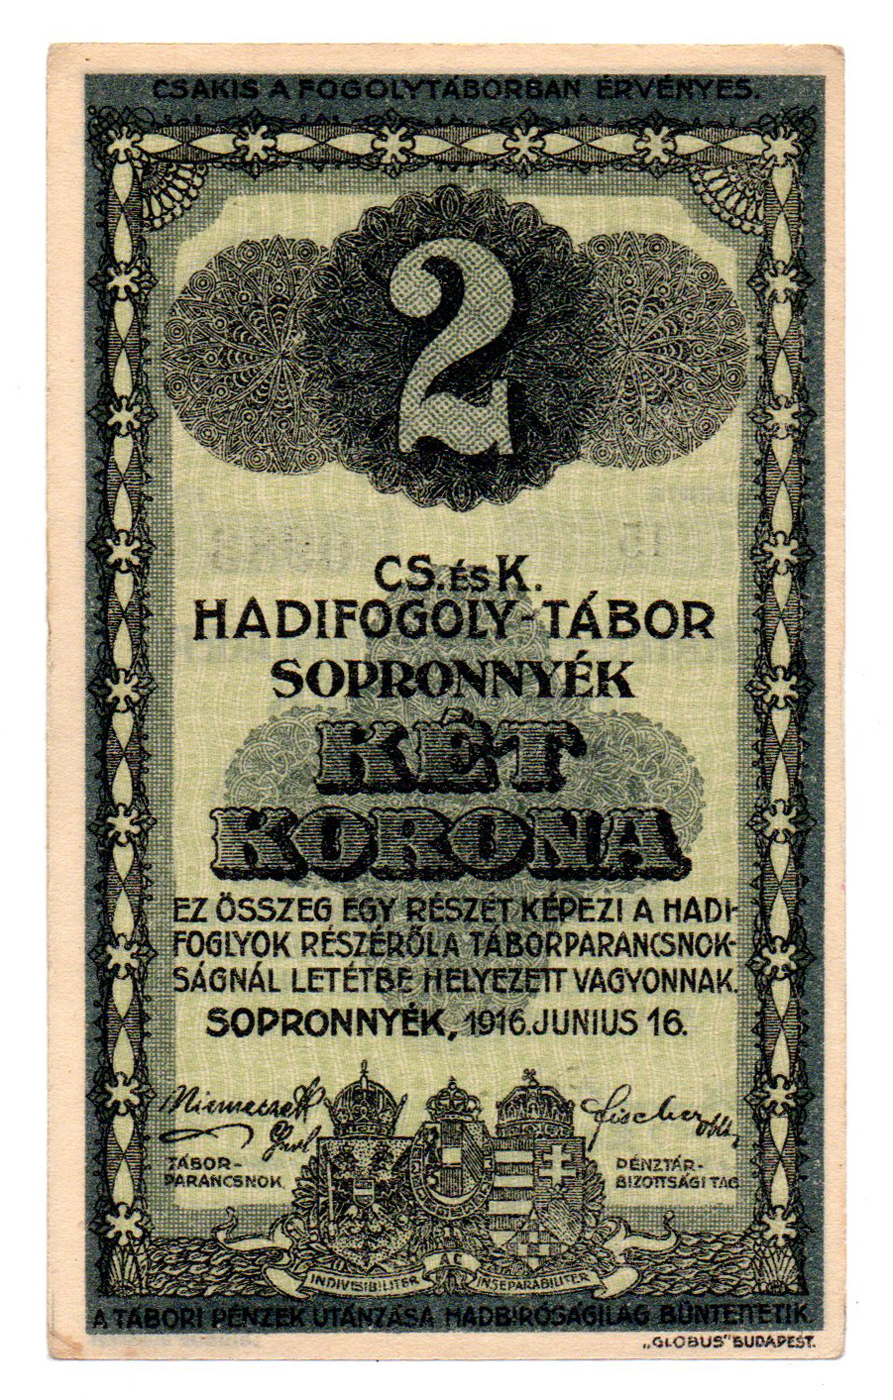 CSAKIS A FOGOLYTÁBORBAN ÉRVÉNYES.
2
CS. ÉS K.
HADIFOGOLY-TÁBOR
SOPRONNYÉK
KÉT
KORONA
EZ ÖSSZEG EGY RÉSZÉT KÉPEZI A HADI-
FOGLYOK RÉSZÉRŐL A TÁBORPARANCSNOK-
SÁGNÁL LETÉTBE HELYEZETT VAGYONNAK.
SOPRONNYÉK, 1916. JUNIUS 16.
Fischer
TÁBOR-
PARANCSNOK.
PÉNZTÁR-
BIZOTTSÁGI TAG
INDIVISIBILITER AC INSEPARABILITER
A TÁBORI PÉNZEK UTÁNZÁSA HADBIRÓSÁGILAG BÜNTETTETIK
„GLOBUS" BUDAPEST.